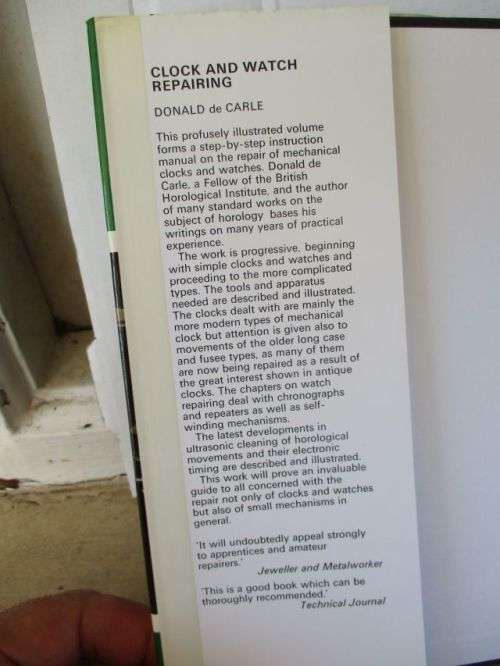 CLOCK AND WATCH
REPAIRING
DONALD de CARLE
This profusely illustrated volume
forms a step-by-step instruction
manual on the repair of mechanical
clocks and watches. Donald de
Carle, a Fellow of the British
Horological Institute, and the author
of many standard works on the
subject of horology bases his
writings on many years of practical
experience.
The work is progressive, beginning
with simple clocks and watches and
proceeding to the more complicated
types. The tools and apparatus
needed are described and illustrated.
The clocks dealt with are mainly the
more modern types of mechanical
clock but attention is given also to
movements of the older long case
and fusee types, as many of them
are now being repaired as a result of
the great interest shown in antique
clocks. The chapters on watch
repairing deal with chronographs
and repeaters as well as self-
winding mechanisms.
The latest developments in
ultrasonic cleaning of horological
movements and their electronic
timing are described and illustrated.
This work will prove an invaluable
guide to all concerned with the
repair not only of clocks and watches
but also of small mechanisms in
general.
'It will undoubtedly appeal strongly
to apprentices and amateur
repairers.'
Jeweller and Metalworker
'This is a good book which can be
thoroughly recommended.'
Technical Journal